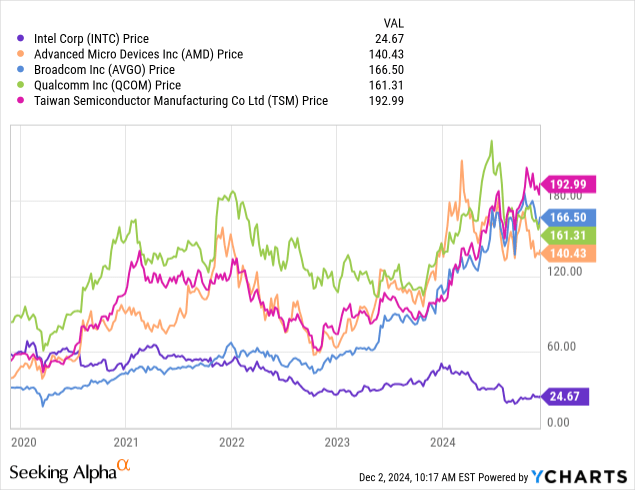 VAL
Intel Corp (INTC) Price 24.67
Advanced Micro Devices Inc (AMD) Price 140.43
Broadcom Inc (AVGO) Price 166.50
Qualcomm Inc (QCOM) Price 161.31
Taiwan Semiconductor Manufacturing Co Ltd (TSM) Price 192.99
192.99
180.00
166.50
161.31
140.43
120.00
60.00
24.67
0.00
2020 2021 2022 2023 2024
Seeking Alpha α
Dec 2, 2024, 10:17 AM EST Powered by YCHARTS